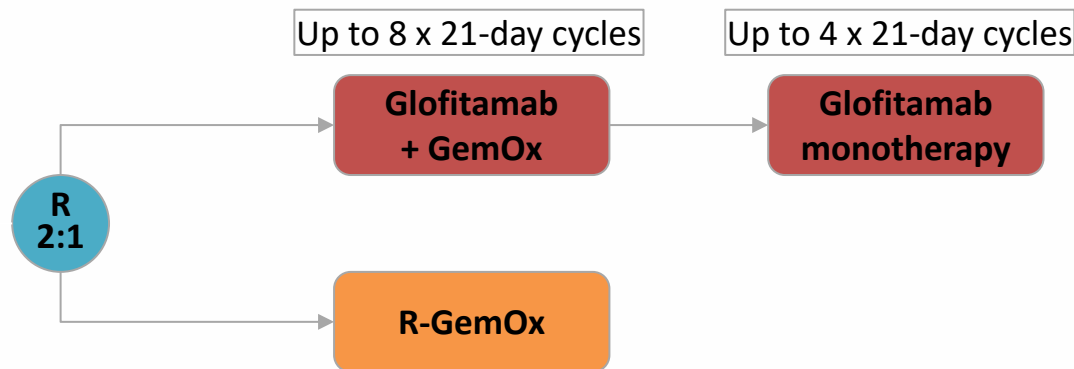 Up to 8 x 21-day cycles
Up to 4 x 21-day cycles
Glofitamab
+ GemOx
Glofitamab
monotherapy
R
2:1
R-GemOx